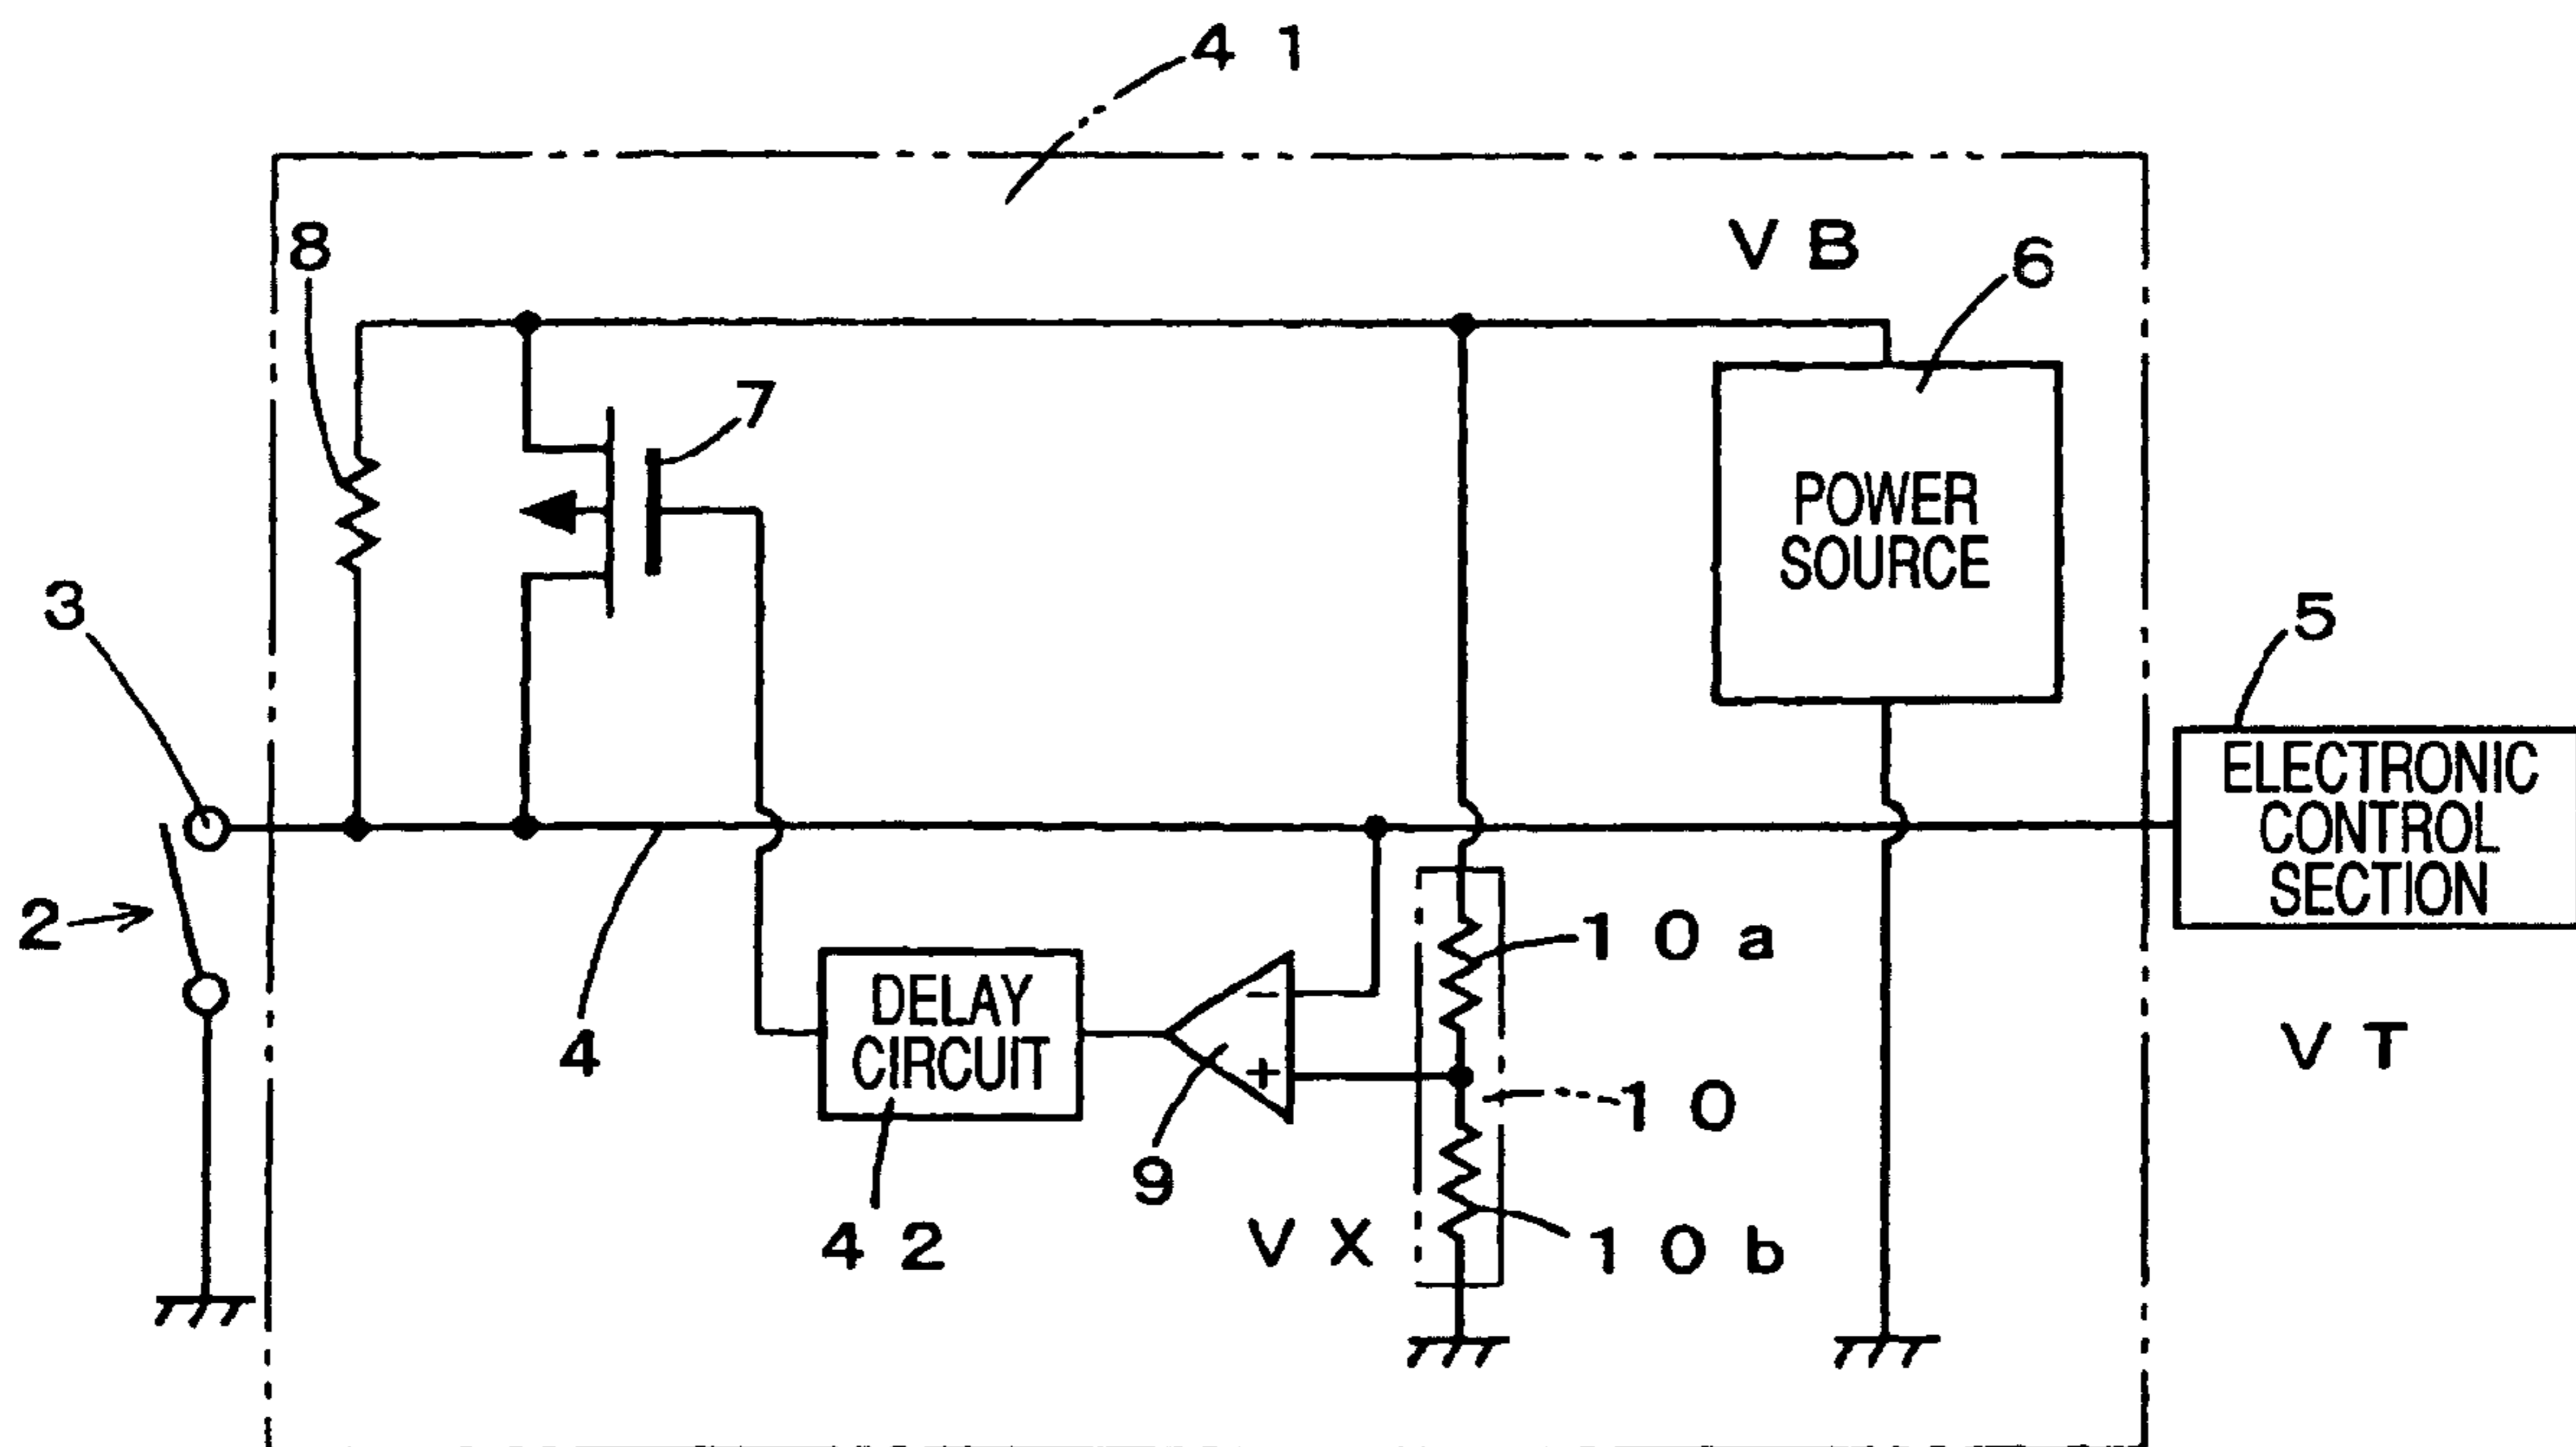 4 1
8
V B
6
7
POWER
SOURCE
3
5
ELECTRONIC
CONTROL
SECTION
2
1 0 a
DELAY
CIRCUIT
−
+
4
V T
1 0
9
4 2
V X
1 0 b